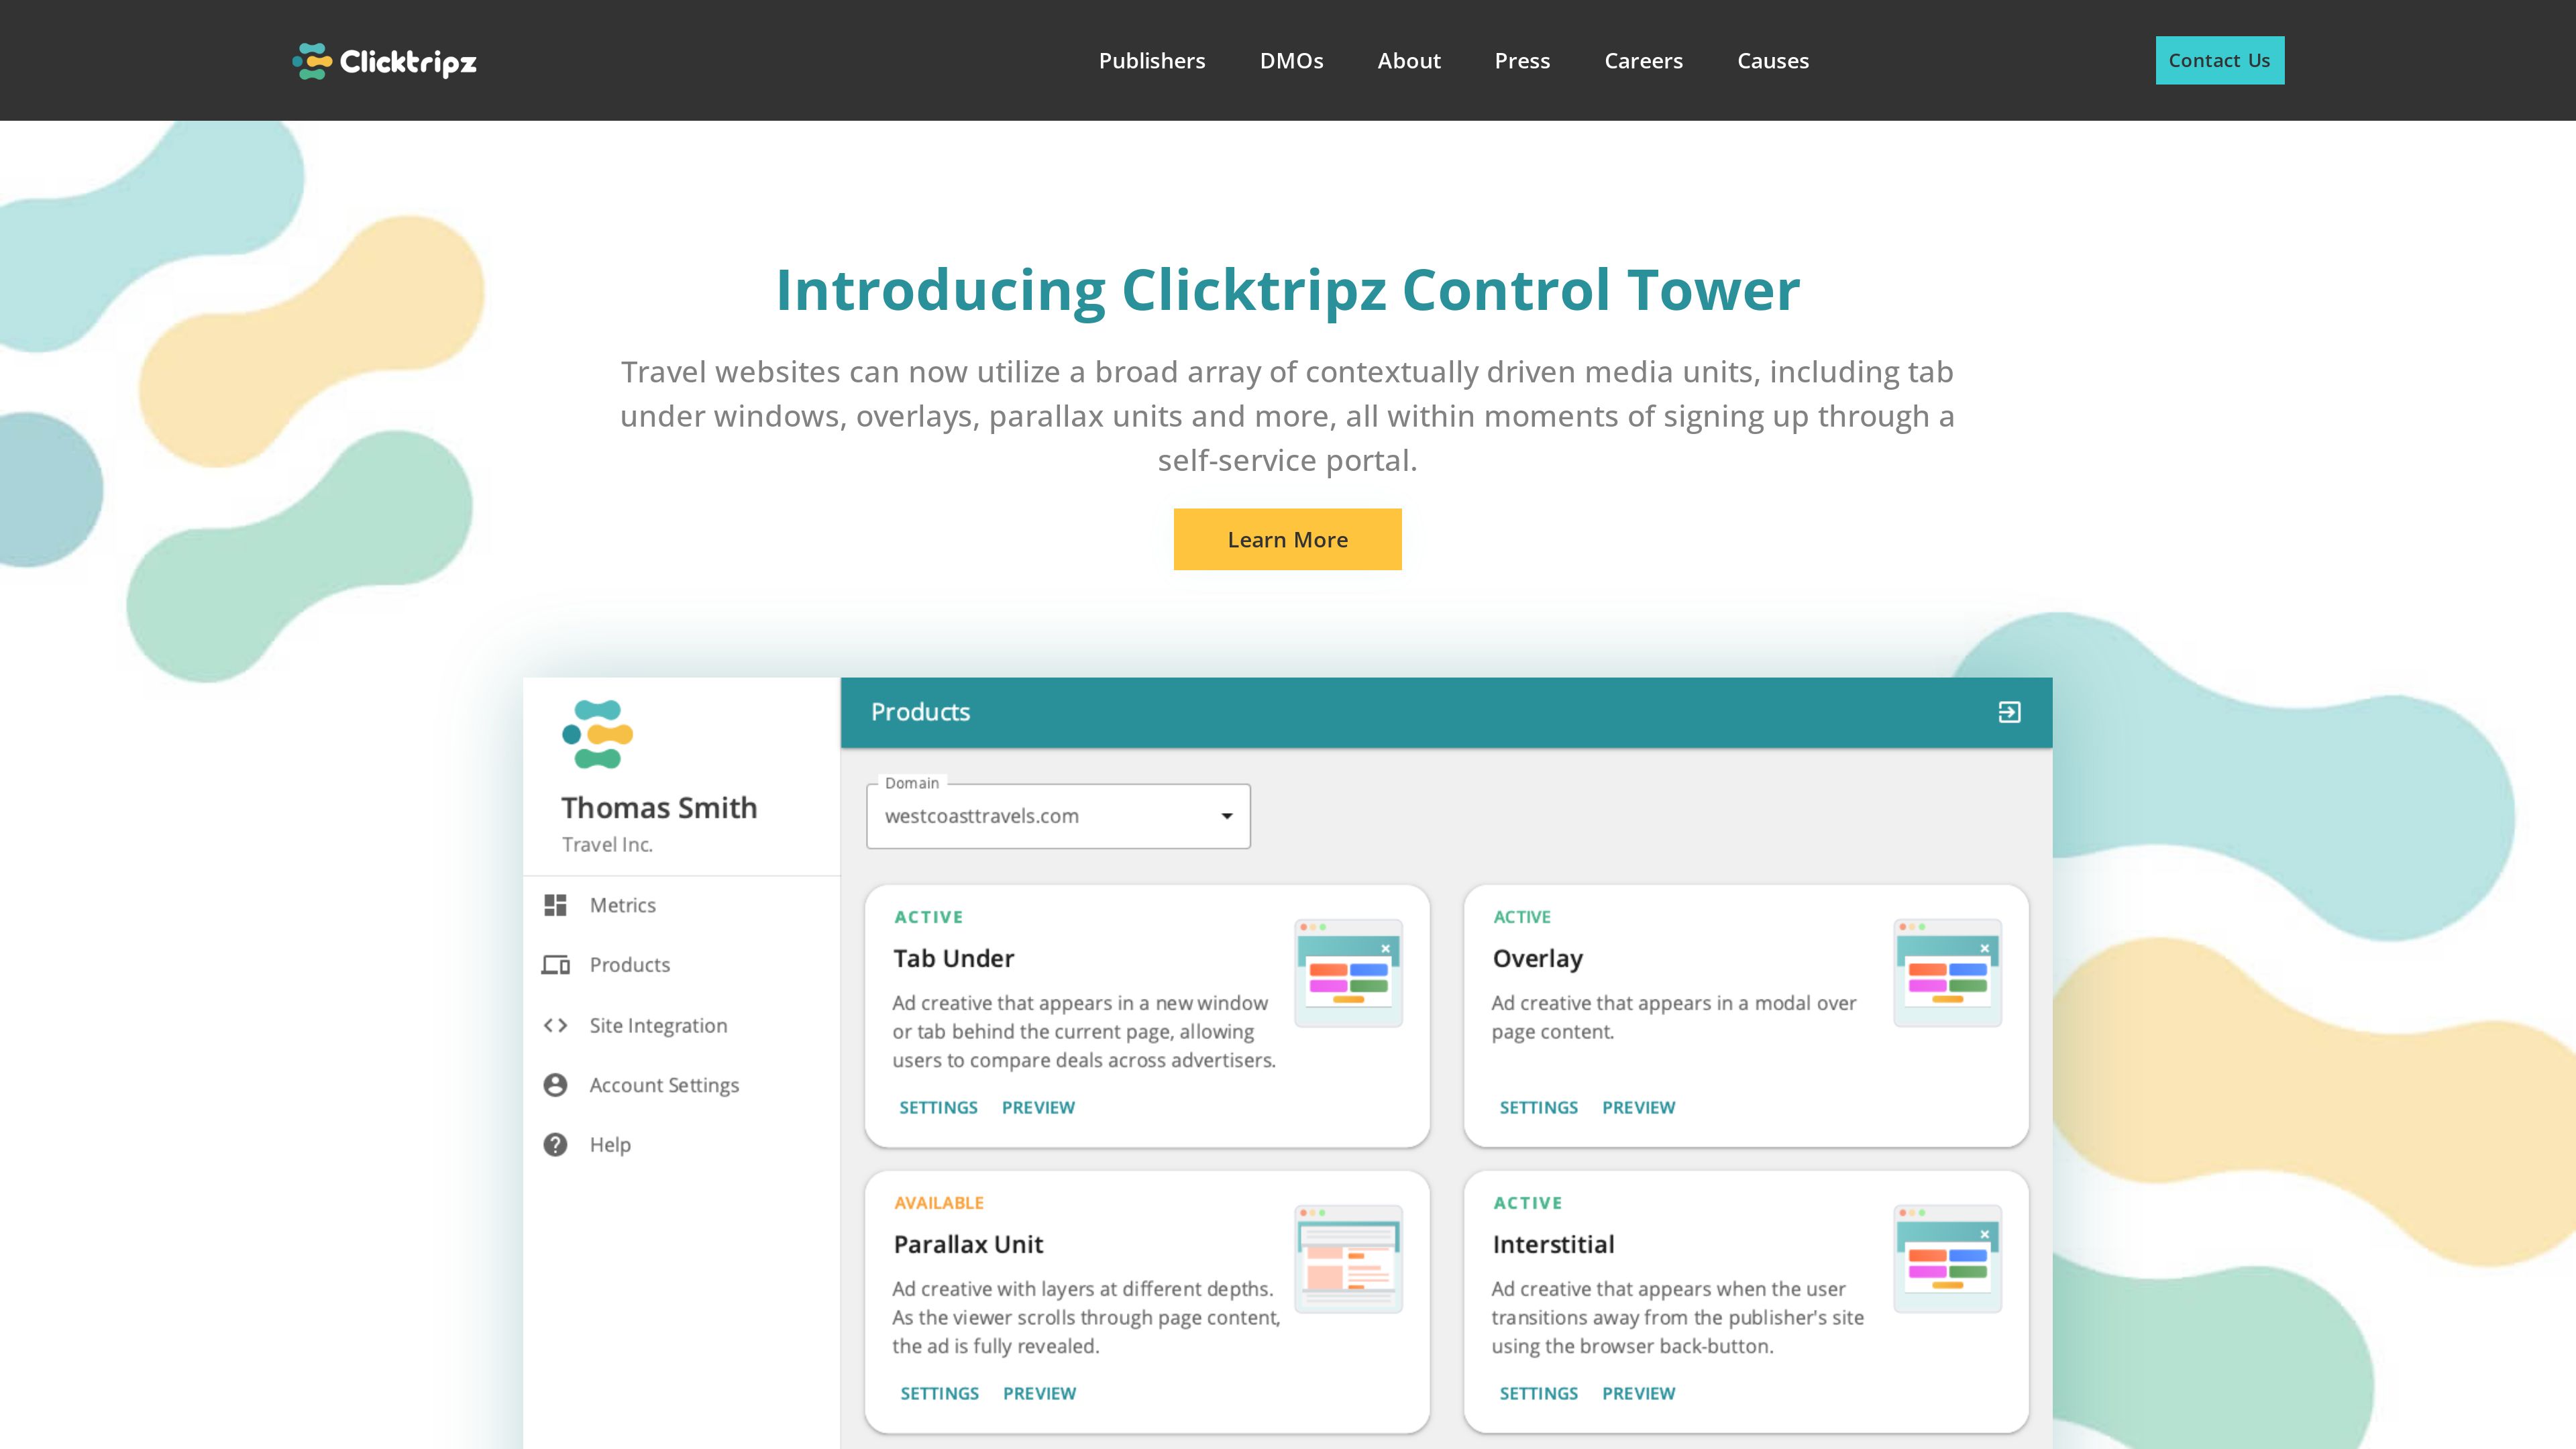 Clicktripz
Publishers
DMOs
About
Press
Careers
Causes
Contact Us
Introducing Clicktripz Control Tower
Travel websites can now utilize a broad array of contextually driven media units, including tab
under windows, overlays, parallax units and more, all within moments of signing up through a
self-service portal.
Learn More
Thomas Smith
Travel Inc.
Metrics
Products
Site Integration
Account Settings
Help
Products
Domain
westcoasttravels.com
ACTIVE
Tab Under
Ad creative that appears in a new window
or tab behind the current page, allowing
users to compare deals across advertisers.
SETTINGS PREVIEW
ACTIVE
Overlay
Ad creative that appears in a modal over
page content.
SETTINGS PREVIEW
AVAILABLE
Parallax Unit
Ad creative with layers at different depths.
As the viewer scrolls through page content,
the ad is fully revealed.
SETTINGS PREVIEW
ACTIVE
Interstitial
Ad creative that appears when the user
transitions away from the publisher's site
using the browser back-button.
SETTINGS PREVIEW